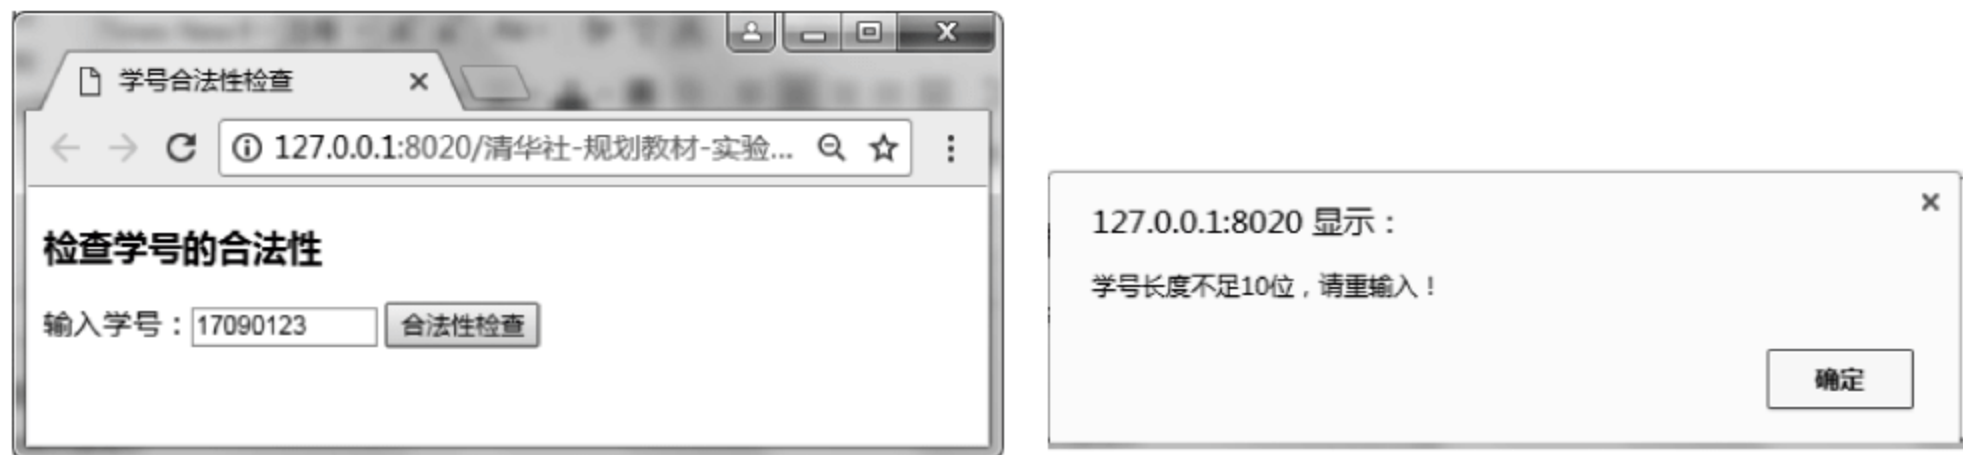 学号合法性检查
127.0.0.1:8020/清华社-规划教材-实验...
检查学号的合法性
输入学号：17090123 合法性检查
127.0.0.1:8020 显示：
学号长度不足10位，请重输入！
确定